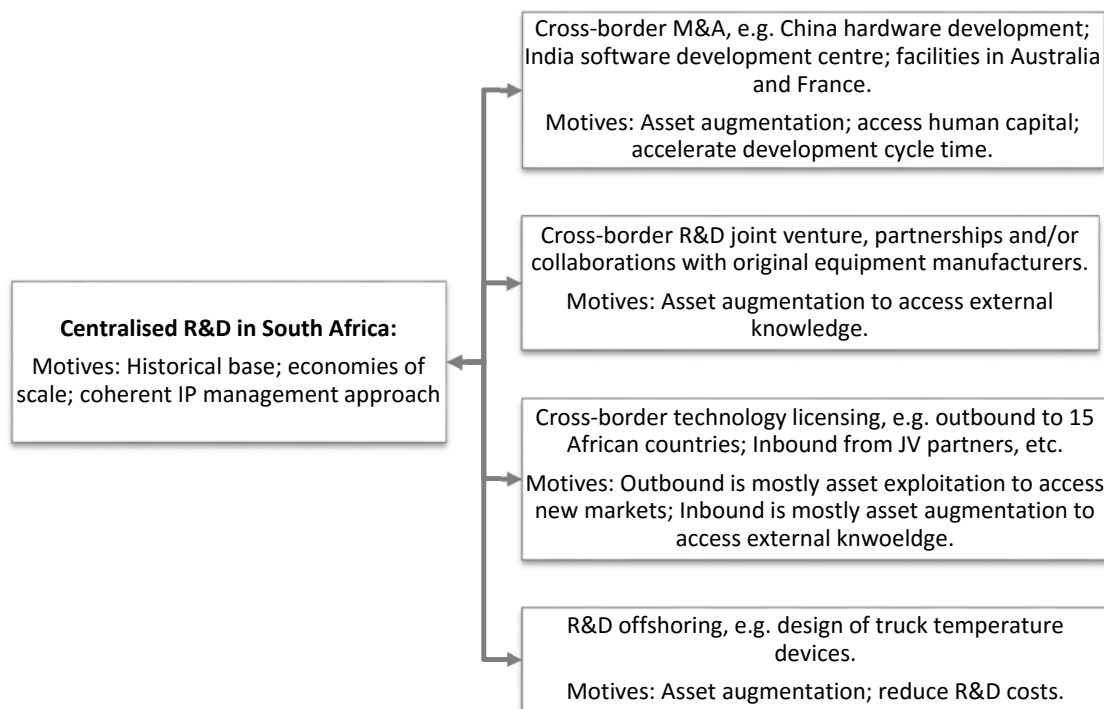 Cross-border M&A, e.g. China hardware development;
India software development centre; facilities in Australia
and France.
Motives: Asset augmentation; access human capital;
accelerate development cycle time.
Cross-border R&D joint venture, partnerships and/or
collaborations with original equipment manufacturers.
Motives: Asset augmentation to access external
knowledge.
Centralised R&D in South Africa:
Motives: Historical base; economies of
scale; coherent IP management approach
Cross-border technology licensing, e.g. outbound to 15
African countries; Inbound from JV partners, etc.
Motives: Outbound is mostly asset exploitation to access
new markets; Inbound is mostly asset augmentation to
access external knwoeldge.
R&D offshoring, e.g. design of truck temperature
devices.
Motives: Asset augmentation; reduce R&D costs.